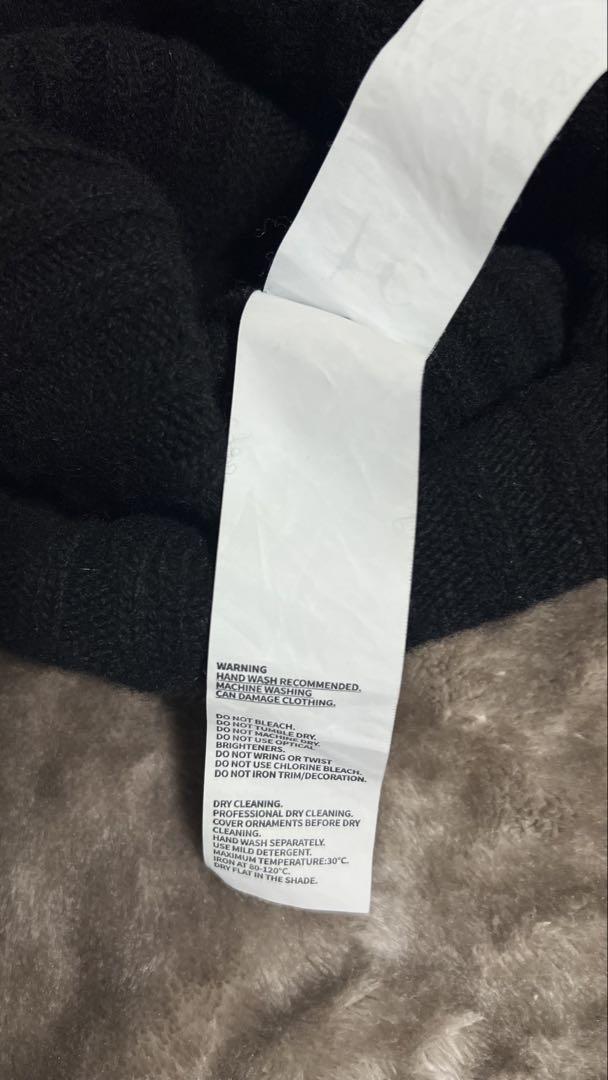 WARNING
HAND WASH RECOMMENDED.
MACHINE WASHING
CAN DAMAGE CLOTHING.
DO NOT BLEACH.
DO NOT TUMBLE DRY.
DO NOT MACHINE DRY.
DO NOT USE OPTICAL
BRIGHTENERS.
DO NOT WRING OR TWIST
DO NOT USE CHLORINE BLEACH.
DO NOT IRON TRIM/DECORATION.
DRY CLEANING.
PROFESSIONAL DRY CLEANING.
COVER ORNAMENTS BEFORE DRY
CLEANING.
HAND WASH SEPARATELY.
USE MILD DETERGENT.
MAXIMUM TEMPERATURE:30°C.
IRON AT 80-120°C.
DRY FLAT IN THE SHADE.